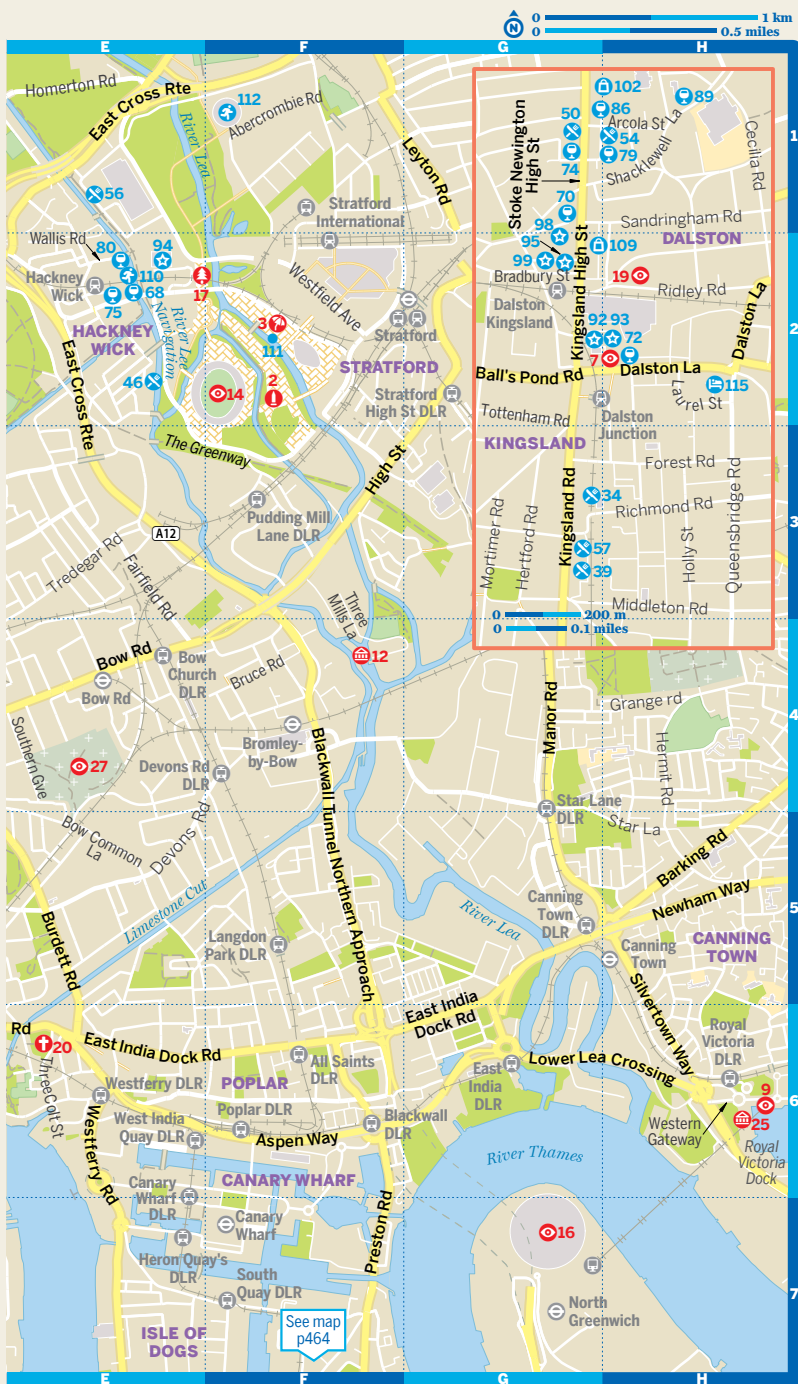 N
0
1 km
0
0.5 miles
E
F
G
H
1
2
3
4
5
6
7
Homerton Rd
East Cross Rte
River Lea
112
Abercrombie Rd
Leyton Rd
56
Stratford
International
Wallis Rd
80
94
110
Hackney
Wick
68
75
17
HACKNEY
WICK
River Lee
Navigation
Westfield Ave
3
111
Stratford
STRATFORD
East Cross Rte
46
14
2
Stratford
High St DLR
The Greenway
High St
Pudding Mill
Lane DLR
A12
Tredegar Rd
Fairfield Rd
Three
Mills La
12
Bow Rd
Bow
Church
DLR
Bow Rd
Bruce Rd
Southern Gve
27
Bromley-
by-Bow
Devons Rd
DLR
Bow Common
La
Devons Rd
Blackwall Tunnel Northern Approach
Limestone Cut
Burdett Rd
Langdon
Park DLR
102
50
86
89
Stoke Newington
High St
Arcola St
54
79
74
Shacklewell La
Cecilia Rd
70
98
95
Sandringham Rd
DALSTON
99
109
19
Bradbury St
Kingsland High St
Ridley Rd
Dalston
Kingsland
92
93
72
7
Dalston La
Ball's Pond Rd
Dalston La
115
Laurel St
Tottenham Rd
Dalston
Junction
KINGSLAND
Forest Rd
34
Richmond Rd
Mortimer Rd
Hertford Rd
Kingsland Rd
57
39
Holly St
Queensbridge Rd
Middleton Rd
0
200 m
0
0.1 miles
Manor Rd
Grange rd
Hermit Rd
Star Lane
DLR
Star La
Barking Rd
Newham Way
River Lea
Canning
Town
DLR
Canning
Town
CANNING
TOWN
Silvertown Way
Rd
20
East India Dock Rd
East India
Dock Rd
All Saints
DLR
POPLAR
Three Colt St
Westferry DLR
West India
Quay DLR
Poplar DLR
Blackwall
DLR
Aspen Way
East
India
DLR
Lower Lea Crossing
Royal
Victoria
DLR
9
25
Western
Gateway
Royal
Victoria
Dock
Westferry Rd
CANARY WHARF
Canary
Wharf
DLR
Canary
Wharf
Heron Quay's
DLR
South
Quay DLR
Preston Rd
River Thames
16
North
Greenwich
ISLE OF
DOGS
See map
p464
E
F
G
H